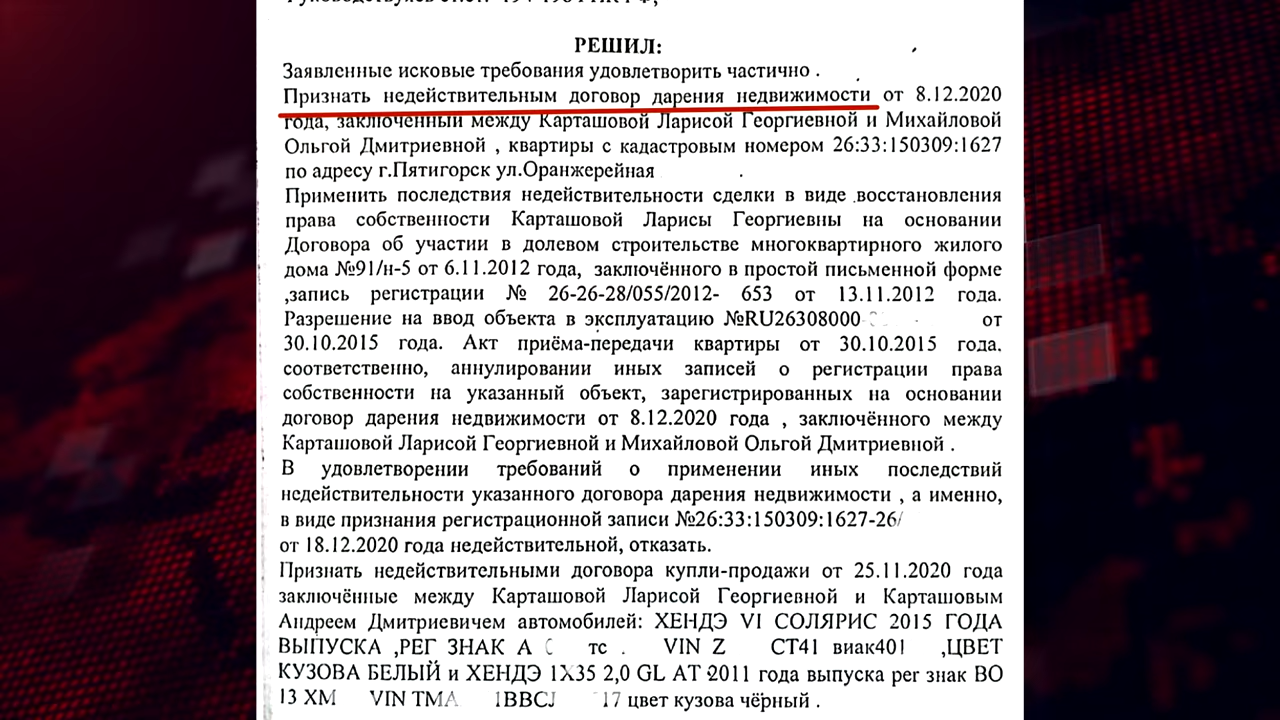 РЕШИЛ:
Заявленные исковые требования удовлетворить частично .
Признать недействительным договор дарения недвижимости от 8.12.2020
года, заключенный между Карташовой Ларисой Георгиевной и Михайловой
Ольгой Дмитриевной , квартиры с кадастровым номером 26:33:150309:1627
по адресу г.Пятигорск ул.Оранжерейная
Применить последствия недействительности сделки в виде восстановления
права собственности Карташовой Ларисы Георгиевны на основании
Договора об участии в долевом строительстве многоквартирного жилого
дома №91/н-5 от 6.11.2012 года, заключённого в простой письменной форме
,запись регистрации № 26-26-28/055/2012- 653 от 13.11.2012 года.
Разрешение на ввод объекта в эксплуатацию №RU26308000- от
30.10.2015 года. Акт приёма-передачи квартиры от 30.10.2015 года.
соответственно, аннулировании иных записей о регистрации права
собственности на указанный объект, зарегистрированных на основании
договор дарения недвижимости от 8.12.2020 года , заключённого между
Карташовой Ларисой Георгиевной и Михайловой Ольгой Дмитриевной .
В удовлетворении требований о применении иных последствий
недействительности указанного договора дарения недвижимости , а именно,
в виде признания регистрационной записи №26:33:150309:1627-26/
от 18.12.2020 года недействительной, отказать.
Признать недействительными договора купли-продажи от 25.11.2020 года
заключённые между Карташовой Ларисой Георгиевной и Карташовым
Андреем Дмитриевичем автомобилей: ХЕНДЭ VI СОЛЯРИС 2015 ГОДА
ВЫПУСКА ,РЕГ ЗНАК А тс . VIN Z СТ41 виак401 ,ЦВЕТ
КУЗОВА БЕЛЫЙ и ХЕНДЭ 1Х35 2,0 GL AT 2011 года выпуска рег знак ВО
13 ХМ VIN TMA 1BBCJ 17 цвет кузова чёрный .